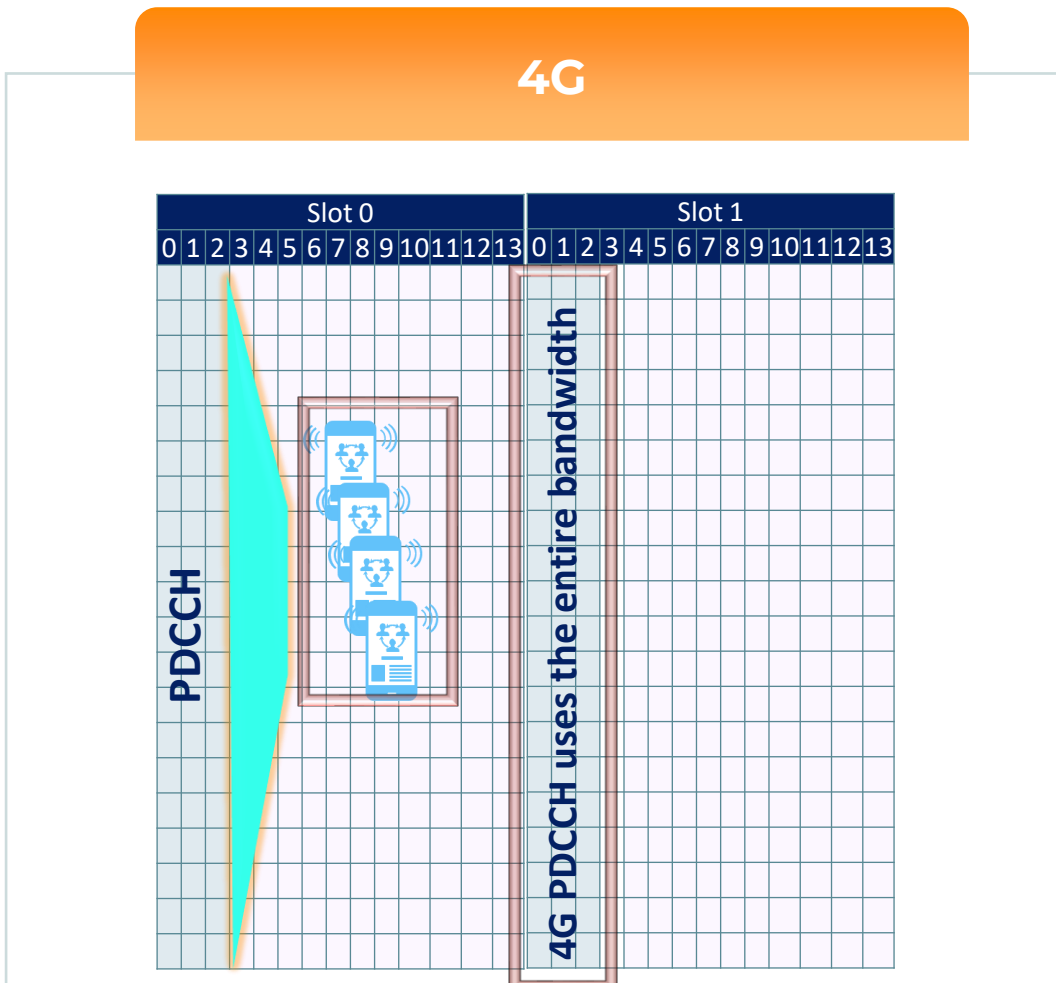 4G
Slot 0 Slot 1
0 1 2 3 4 5 6 7 8 9 10 11 12 13 0 1 2 3 4 5 6 7 8 9 10 11 12 13
PDCCH
4G PDCCH uses the entire bandwidth